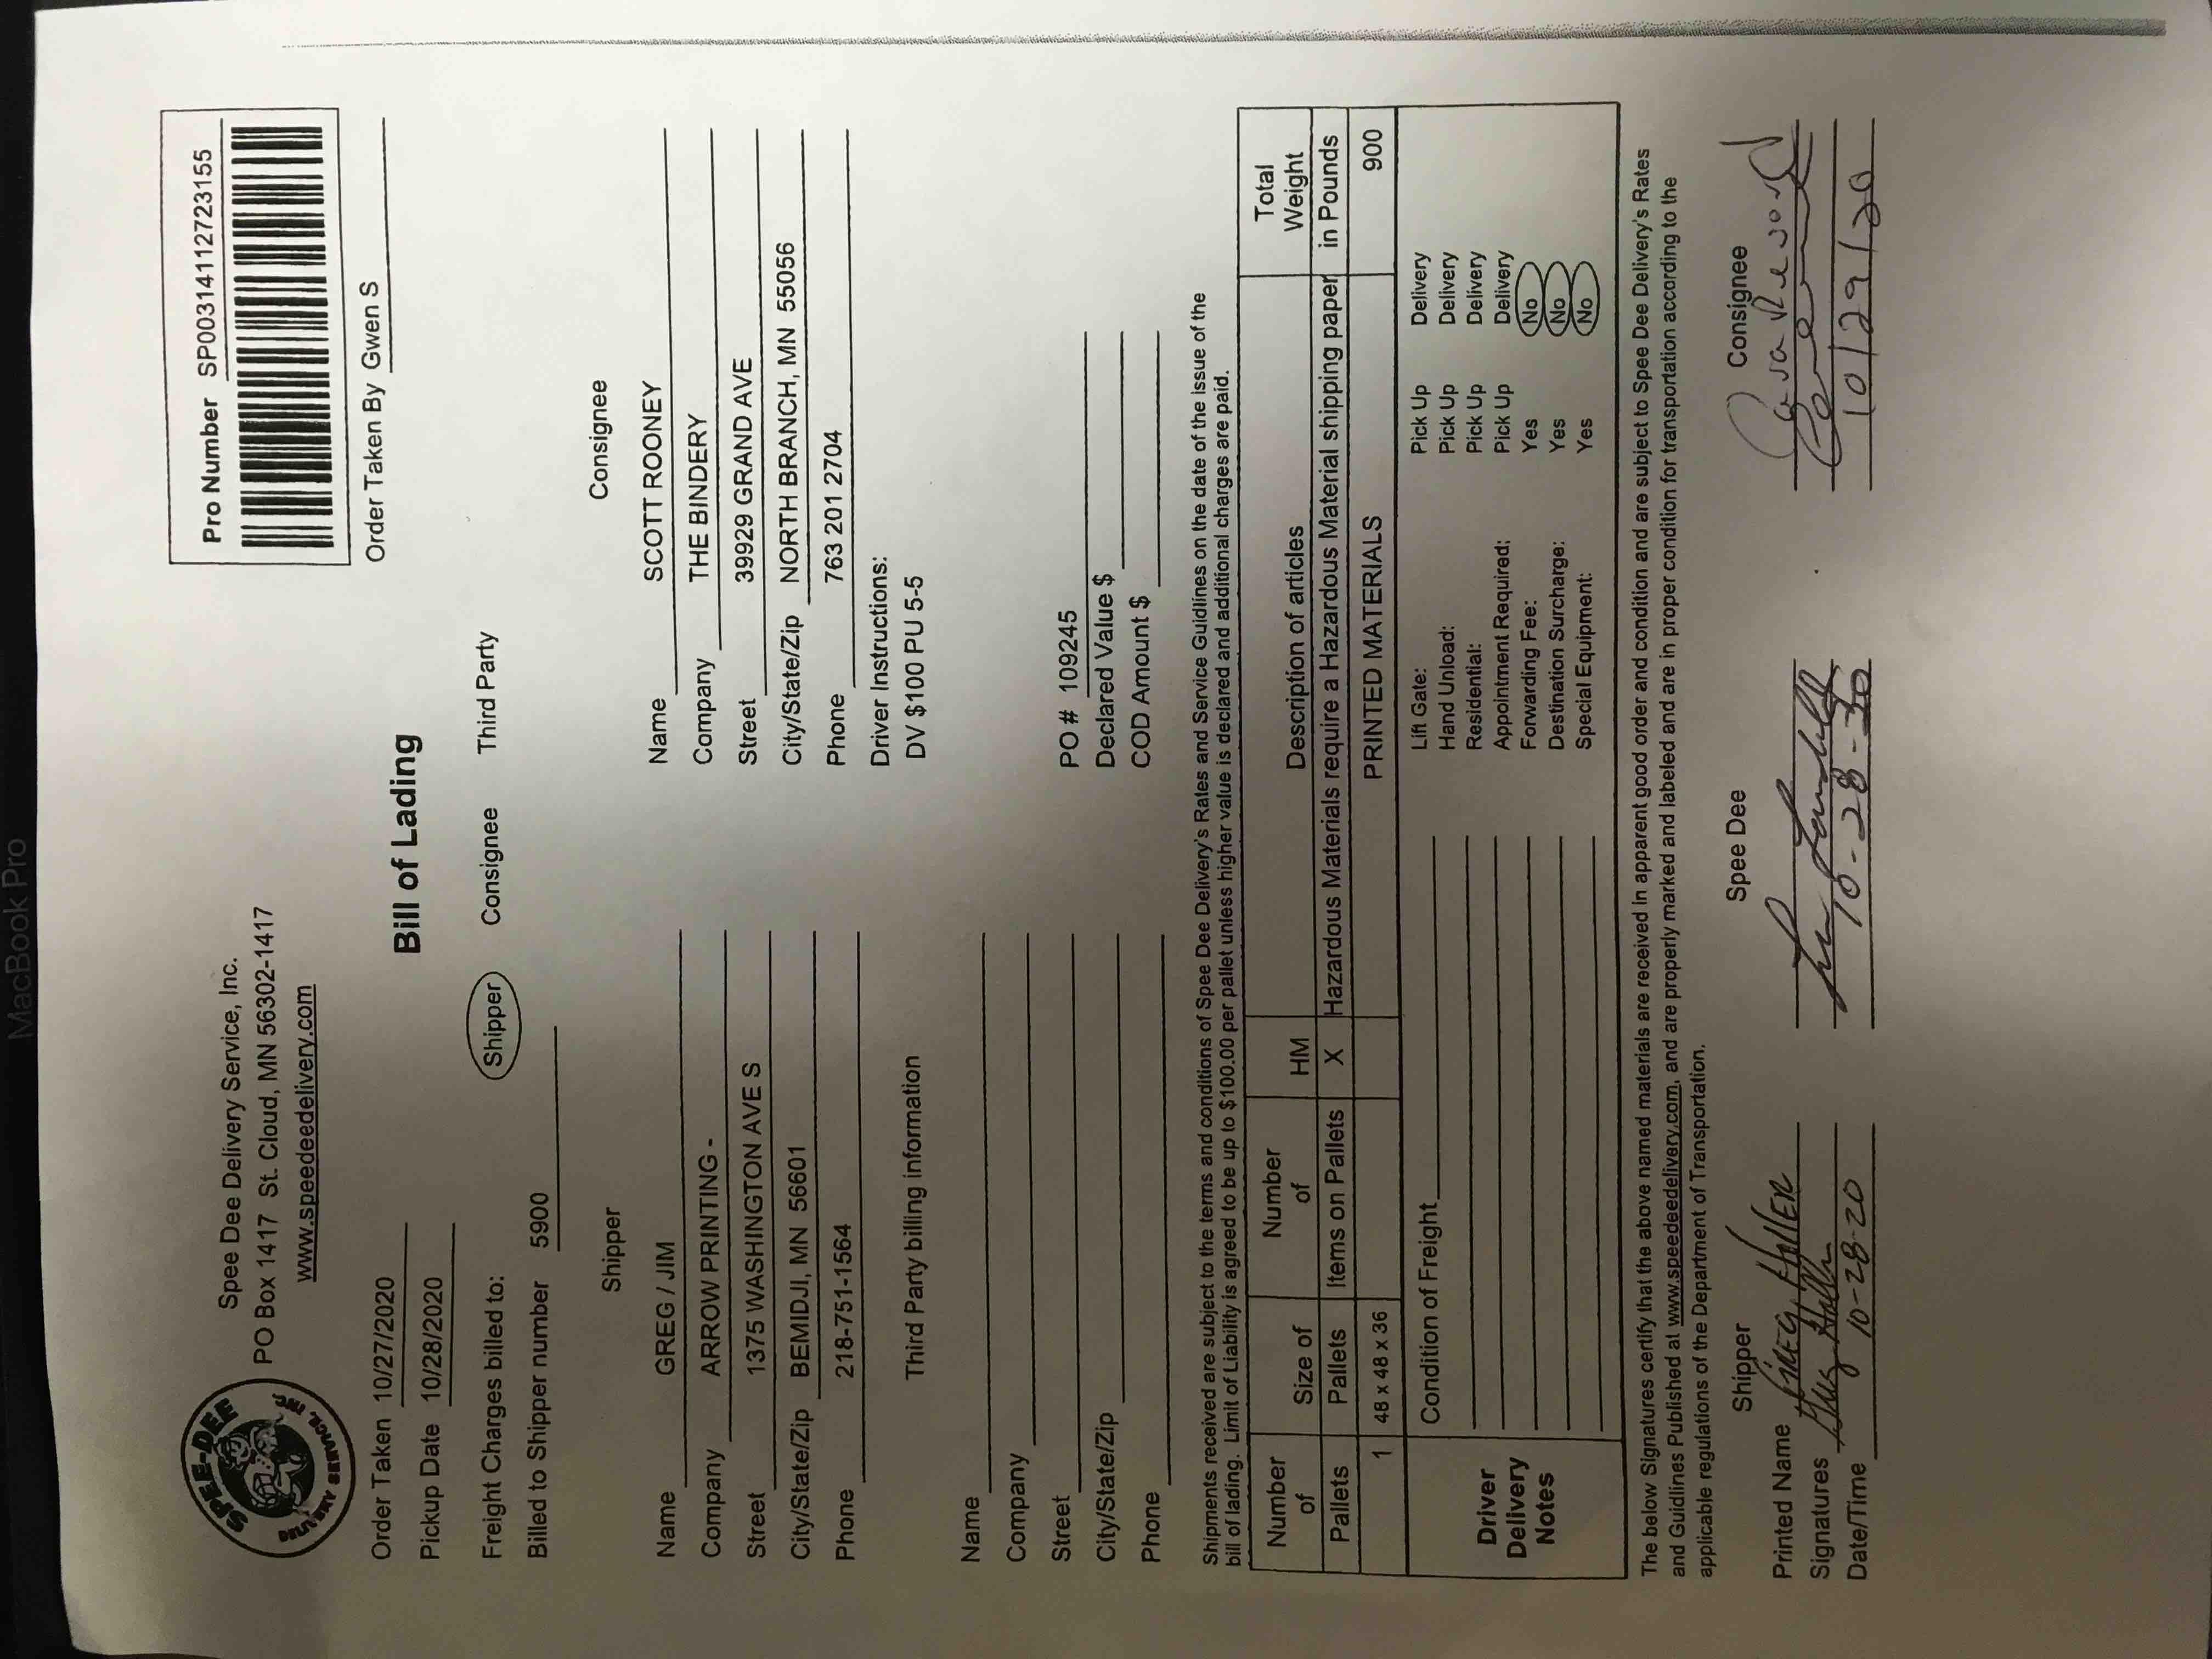 MacBook Pro
SPEE-DEE
DELIVERY SERVICE, INC.
Spee Dee Delivery Service, Inc.
PO Box 1417 St. Cloud, MN 56302-1417
www.speedeedelivery.com
Pro Number SP003141127231​55
Order Taken 10/27/2020
Bill of Lading
Order Taken By Gwen S
Pickup Date 10/28/2020
Freight Charges billed to: Shipper Consignee Third Party
Billed to Shipper number 5900
Shipper
Name GREG / JIM
Company ARROW PRINTING -
Street 1375 WASHINGTON AVE S
City/State/Zip BEMIDJI, MN 56601
Phone 218-751-1564
Consignee
Name SCOTT ROONEY
Company THE BINDERY
Street 39929 GRAND AVE
City/State/Zip NORTH BRANCH, MN 55056
Phone 763 201 2704
Third Party billing information
Name
Company
Street
City/State/Zip
Phone
Driver Instructions:
DV $100 PU 5-5
PO # 109245
Declared Value $
COD Amount $
Shipments received are subject to the terms and conditions of Spee Dee Delivery's Rates and Service Guidlines on the date of the issue of the
bill of lading. Limit of Liability is agreed to be up to $100.00 per pallet unless higher value is declared and additional charges are paid.
Number of Pallets Size of Pallets Number of Items on Pallets HM Description of articles Total Weight in Pounds
X Hazardous Materials require a Hazardous Material shipping paper
1 48 x 48 x 36 PRINTED MATERIALS 900
Driver Delivery Notes
Condition of Freight
Lift Gate: Pick Up Delivery
Hand Unload: Pick Up Delivery
Residential: Pick Up Delivery
Appointment Required: Pick Up Delivery
Forwarding Fee: Yes No
Destination Surcharge: Yes No
Special Equipment: Yes No
The below Signatures certify that the above named materials are received in apparent good order and condition and are subject to Spee Dee Delivery's Rates
and Guidlines Published at www.speedeedelivery.com, and are properly marked and labeled and are in proper condition for transportation according to the
applicable regulations of the Department of Transportation.
Shipper Spee Dee Consignee
Printed Name GREG HALLER
Signatures Greg Haller
Date/Time 10-28-20 10-28-20 10/29/20